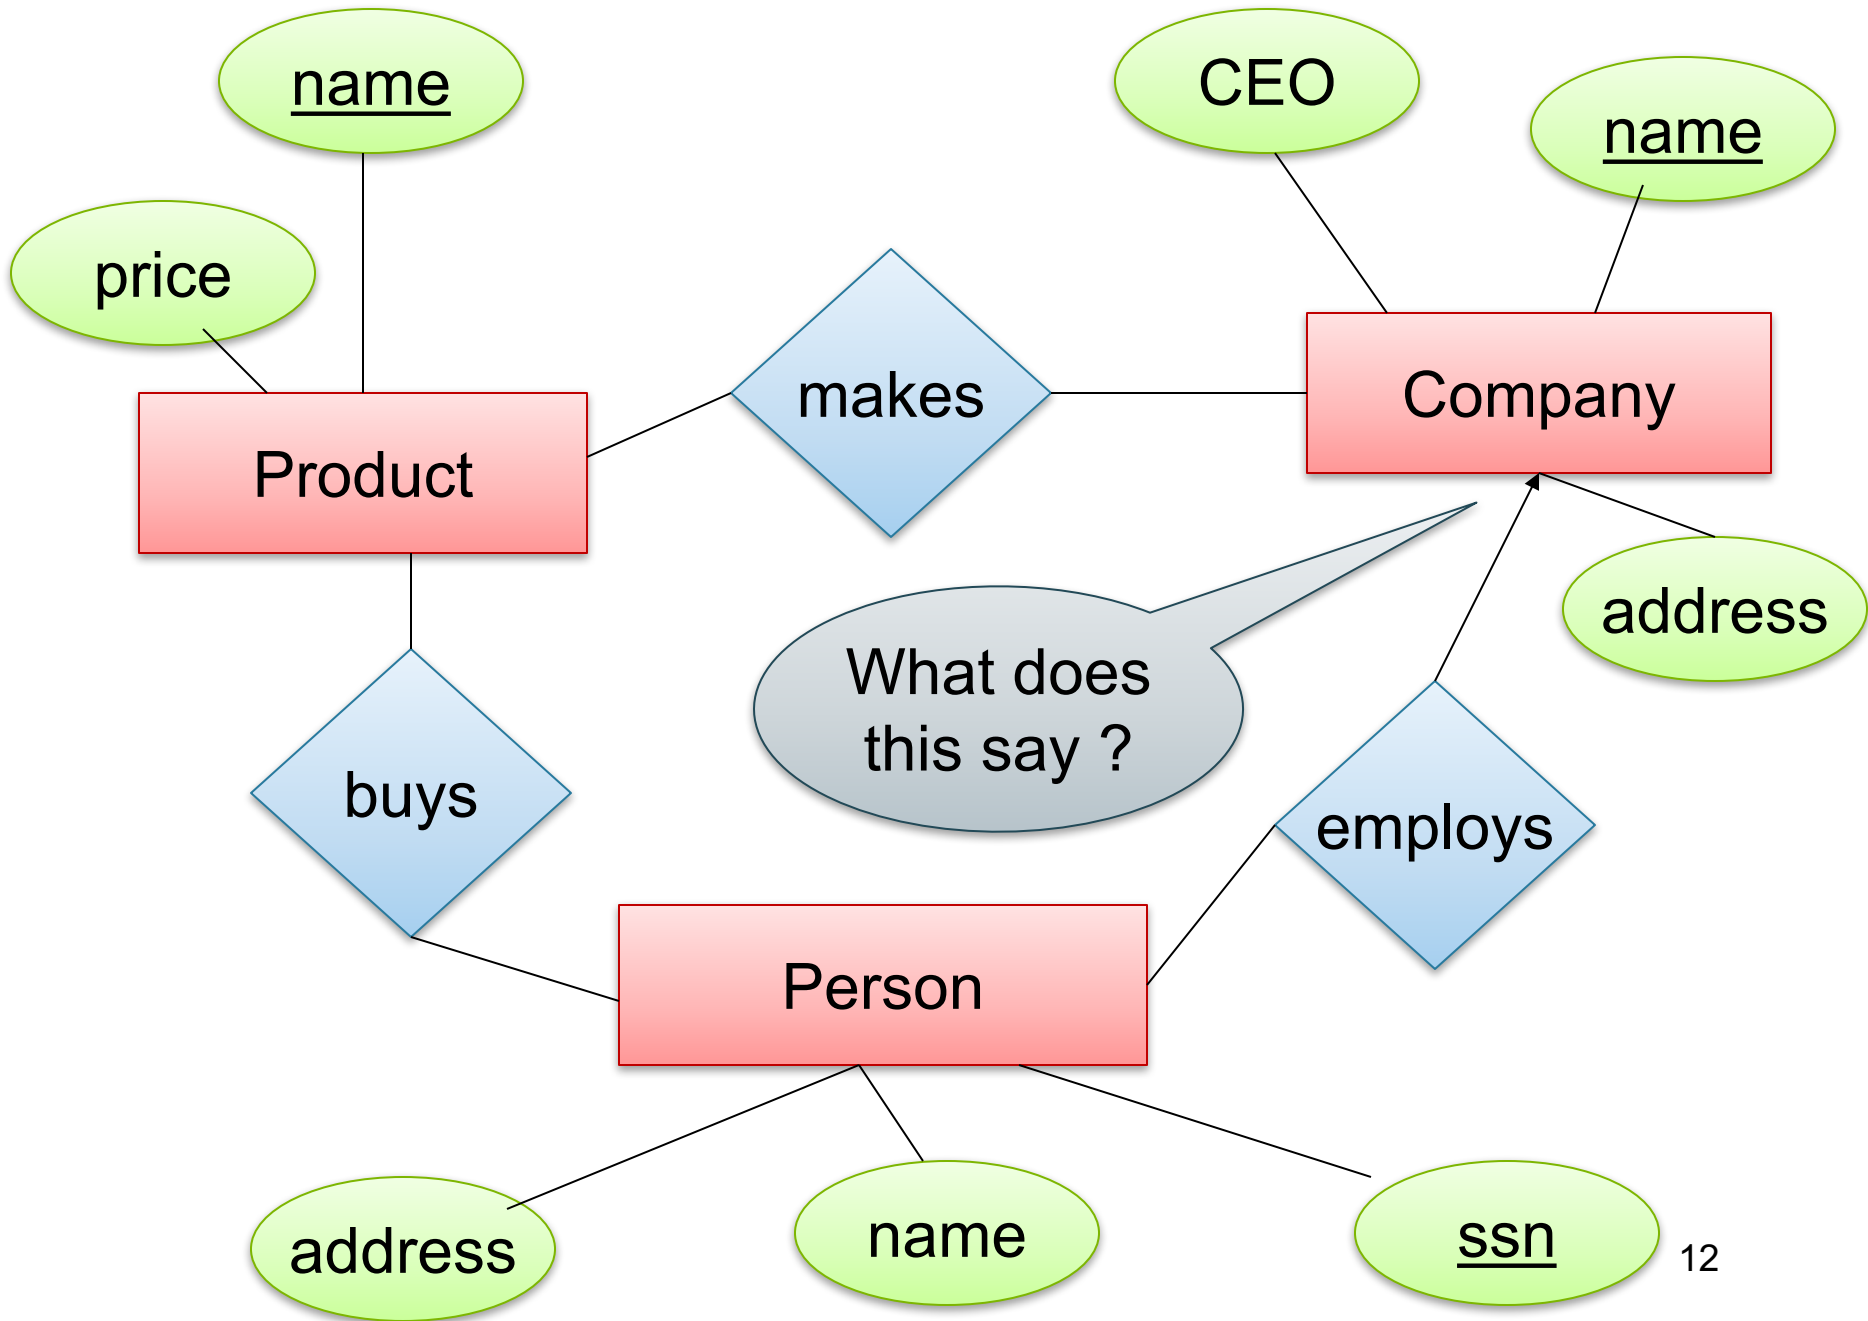 name
CEO
name
price
makes
Company
Product
address
What does
this say ?
buys
employs
Person
address
name
ssn
12